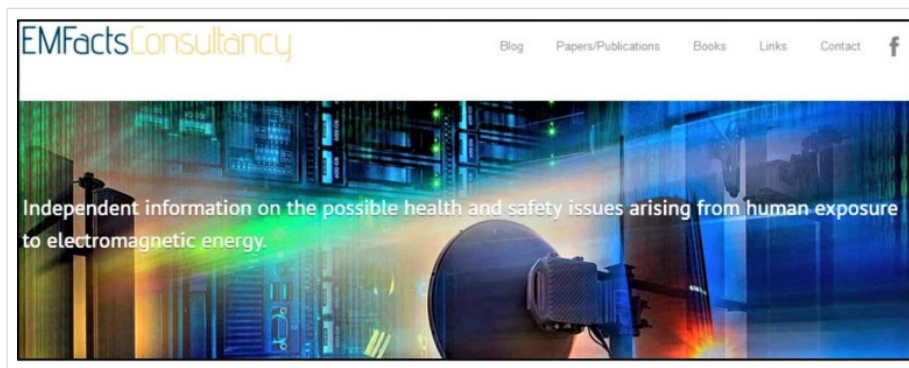 EMFactsConsultancy
Blog Papers/Publications Books Links Contact f
Independent information on the possible health and safety issues arising from human exposure
to electromagnetic energy.